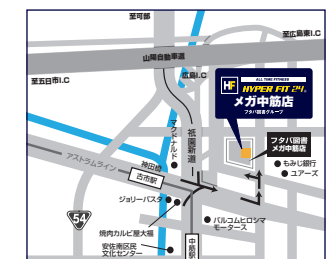 至可部
至広島東I.C
山陽自動車道
広島I.C
至五日市I.C
ALL TIME FITNESS
HF
HYPER FIT 24
メガ中筋店
フタバ図書グループ
マクドナルド
祇園新道
フタバ図書
メガ中筋店
アストラムライン
神田橋
古市駅
もみじ銀行
ユアーズ
54
ジョリーパスタ
バルコムヒロシマ
モータース
焼肉カルビ屋大福
中筋駅
安佐南区民
文化センター